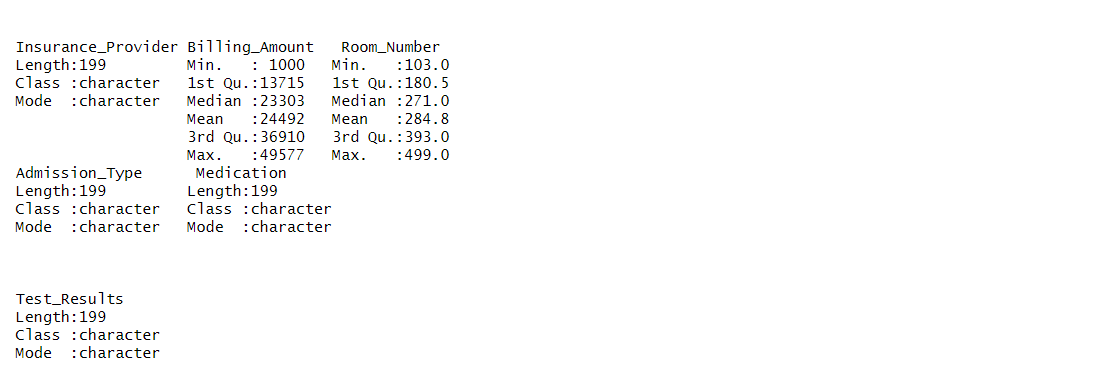 Insurance_Provider Billing_Amount   Room_Number
Length:199         Min.   : 1000   Min.   :103.0
Class :character   1st Qu.:13715   1st Qu.:180.5
Mode  :character   Median :23303   Median :271.0
                   Mean   :24492   Mean   :284.8
                   3rd Qu.:36910   3rd Qu.:393.0
                   Max.   :49577   Max.   :499.0
Admission_Type      Medication
Length:199         Length:199
Class :character   Class :character
Mode  :character   Mode  :character
Test_Results
Length:199
Class :character
Mode  :character